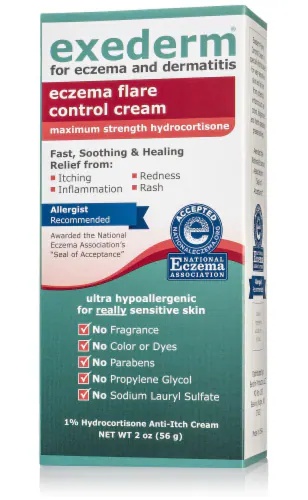 exederm®
for eczema and dermatitis
eczema flare
control cream
maximum strength hydrocortisone
Fast, Soothing & Healing
Relief from:
▪ Itching ▪ Redness
▪ Inflammation ▪ Rash
Allergist
Recommended
Awarded the National
Eczema Association's
"Seal of Acceptance"
ACCEPTED
NATIONALECZEMA.ORG
NATIONAL
Eczema
ASSOCIATION
ultra hypoallergenic
for really sensitive skin
No Fragrance
No Color or Dyes
No Parabens
No Propylene Glycol
No Sodium Lauryl Sulfate
1% Hydrocortisone Anti-Itch Cream
NET WT 2 oz (56 g)